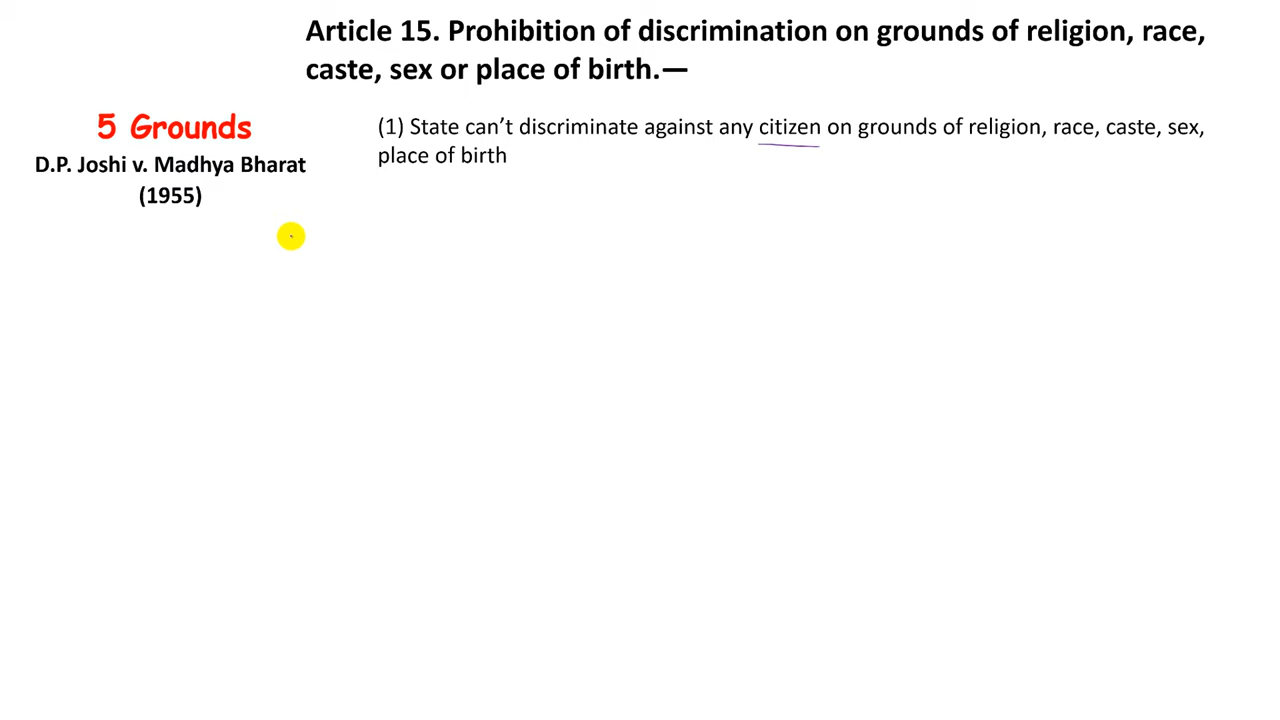 Article 15. Prohibition of discrimination on grounds of religion, race,
caste, sex or place of birth.—
5 Grounds
D.P. Joshi v. Madhya Bharat
(1955)
(1) State can’t discriminate against any citizen on grounds of religion, race, caste, sex,
place of birth